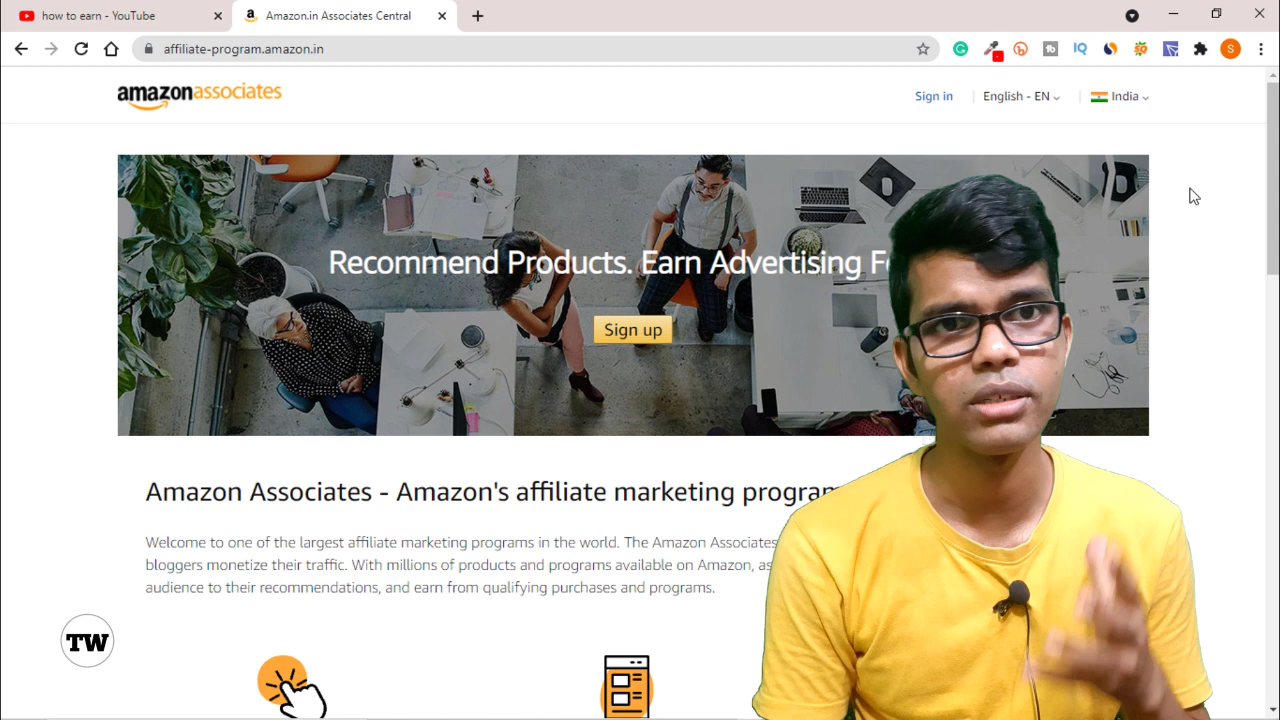 how to earn - YouTube
Amazon.in Associates Central
affiliate-program.amazon.in
amazonassociates
Sign in
English - EN
India
Recommend Products. Earn Advertising
Sign up
Amazon Associates - Amazon's affiliate marketing program
Welcome to one of the largest affiliate marketing programs in the world. The Amazon Associates
bloggers monetize their traffic. With millions of products and programs available on Amazon,
audience to their recommendations, and earn from qualifying purchases and programs.
TW
IQ
S